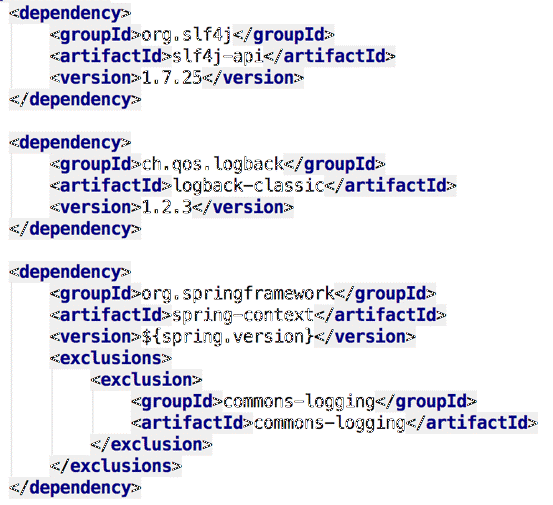 <dependency>
    <groupId>org.slf4j</groupId>
    <artifactId>slf4j-api</artifactId>
    <version>1.7.25</version>
</dependency>

<dependency>
    <groupId>ch.qos.logback</groupId>
    <artifactId>logback-classic</artifactId>
    <version>1.2.3</version>
</dependency>

<dependency>
    <groupId>org.springframework</groupId>
    <artifactId>spring-context</artifactId>
    <version>${spring.version}</version>
    <exclusions>
        <exclusion>
            <groupId>commons-logging</groupId>
            <artifactId>commons-logging</artifactId>
        </exclusion>
    </exclusions>
</dependency>